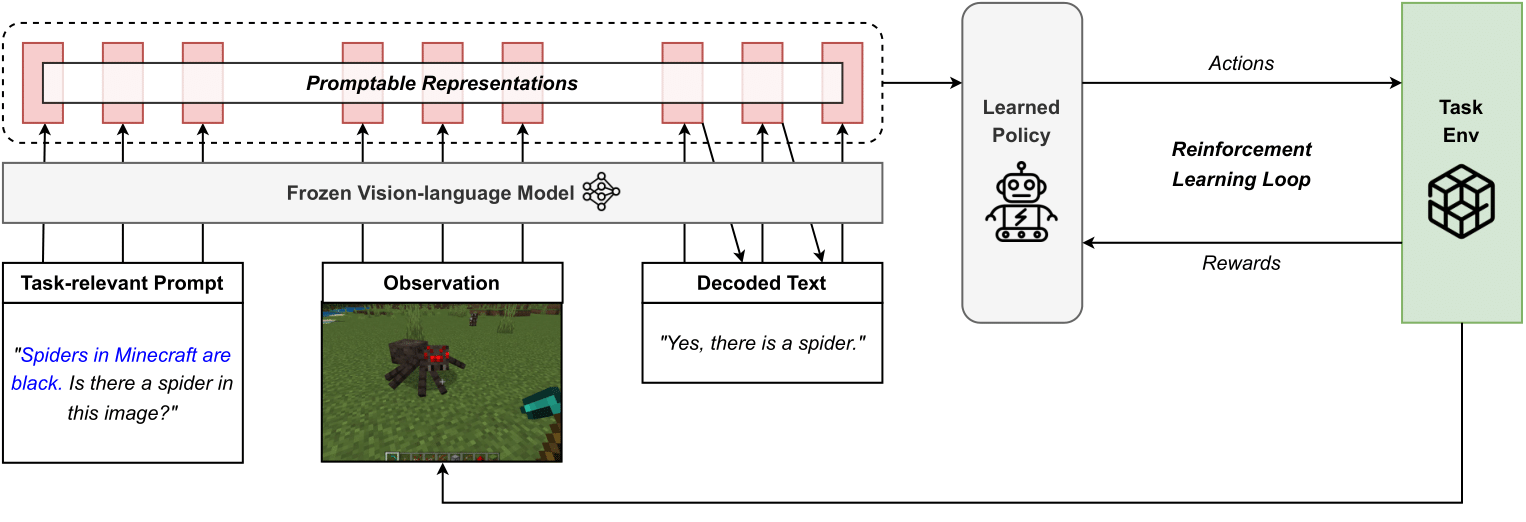 Promptable Representations
Frozen Vision-language Model
Task-relevant Prompt
"Spiders in Minecraft are
black. Is there a spider in
this image?"
Observation
Decoded Text
"Yes, there is a spider."
Learned
Policy
Actions
Reinforcement
Learning Loop
Rewards
Task
Env